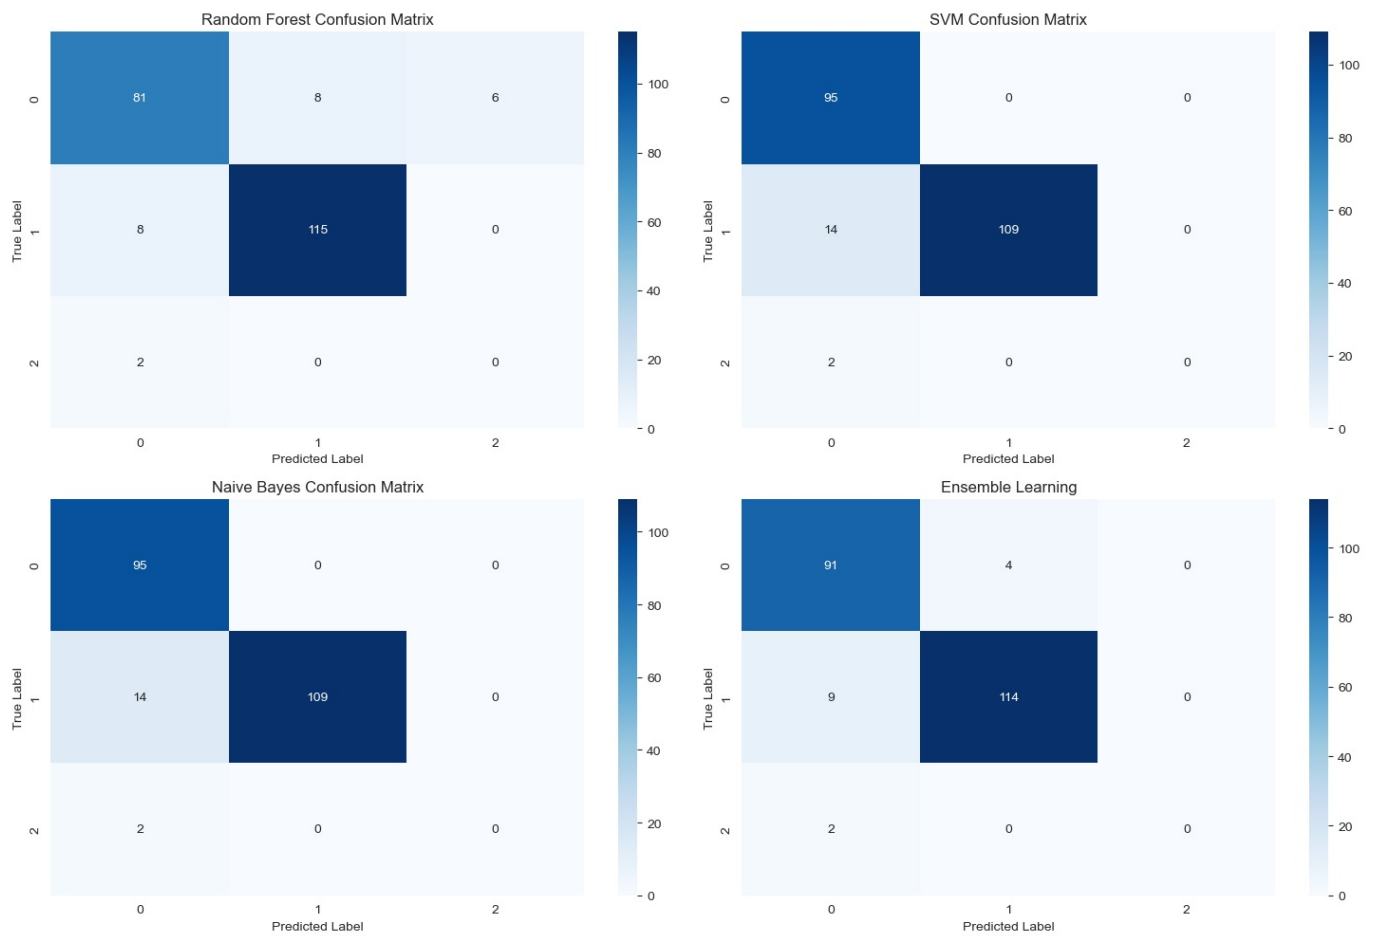 Random Forest Confusion Matrix
81 8 6
8 115 0
2 0 0
0
1
2
True Label
0 1 2
Predicted Label
100
80
60
40
20
0
SVM Confusion Matrix
95 0 0
14 109 0
2 0 0
0
1
2
True Label
0 1 2
Predicted Label
100
80
60
40
20
0
Naive Bayes Confusion Matrix
95 0 0
14 109 0
2 0 0
0
1
2
True Label
0 1 2
Predicted Label
100
80
60
40
20
0
Ensemble Learning
91 4 0
9 114 0
2 0 0
0
1
2
True Label
0 1 2
Predicted Label
100
80
60
40
20
0